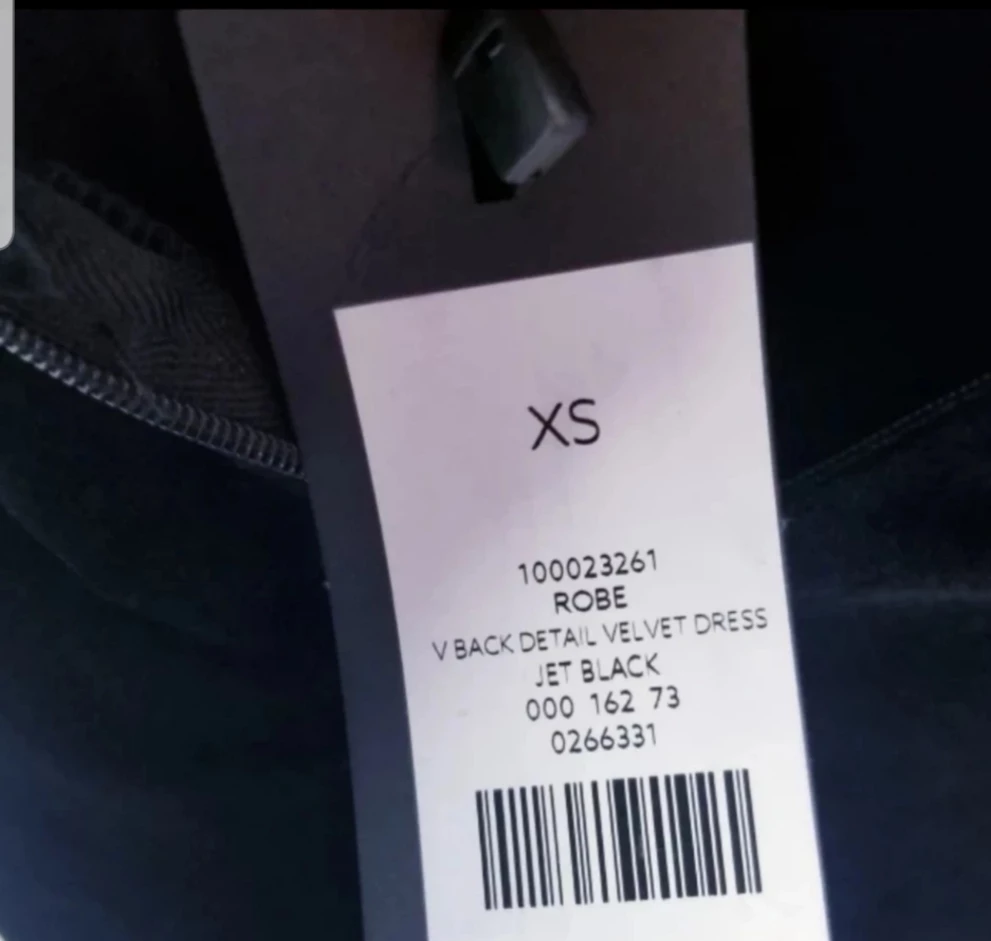 XS
100023261
ROBE
V BACK DETAIL VELVET DRESS
JET BLACK
000 162 73
0266331